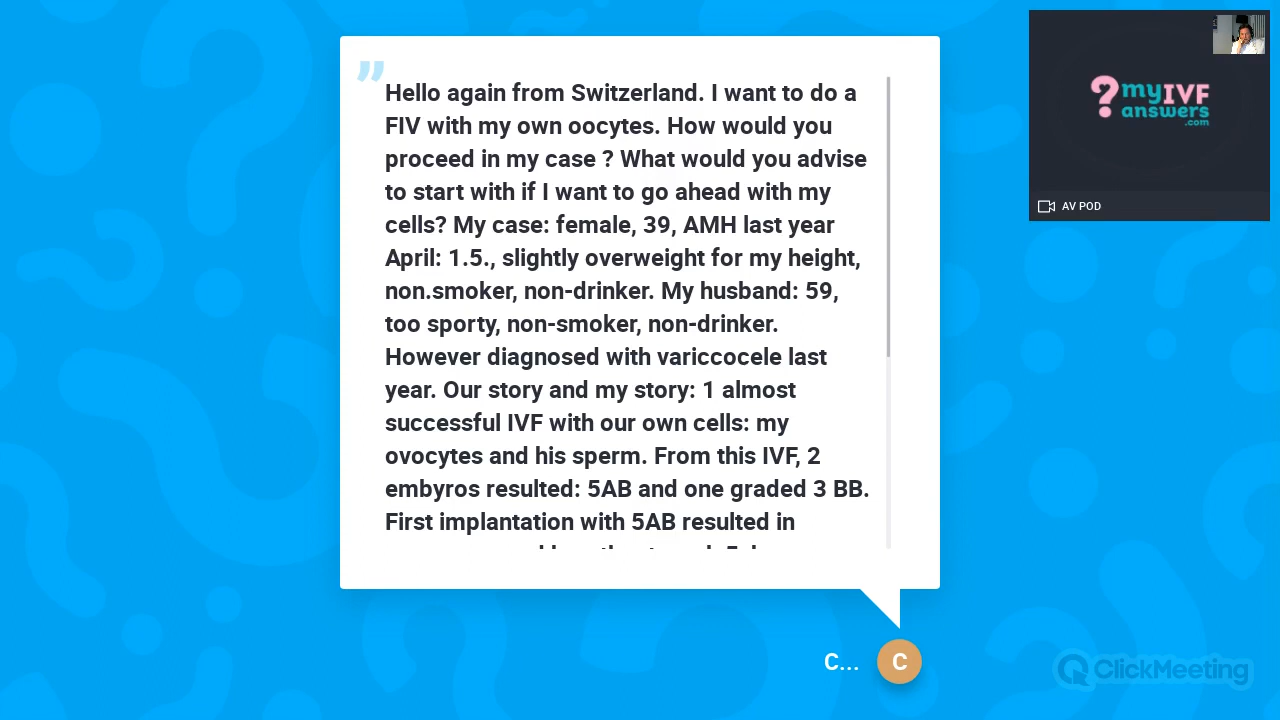 Hello again from Switzerland. I want to do a
FIV with my own oocytes. How would you
proceed in my case ? What would you advise
to start with if I want to go ahead with my
cells? My case: female, 39, AMH last year
April: 1.5., slightly overweight for my height,
non.smoker, non-drinker. My husband: 59,
too sporty, non-smoker, non-drinker.
However diagnosed with variccocele last
year. Our story and my story: 1 almost
successful IVF with our own cells: my
ovocytes and his sperm. From this IVF, 2
embyros resulted: 5AB and one graded 3 BB.
First implantation with 5AB resulted in
C...
C
myIVF
answers
.com
AV POD
ClickMeeting